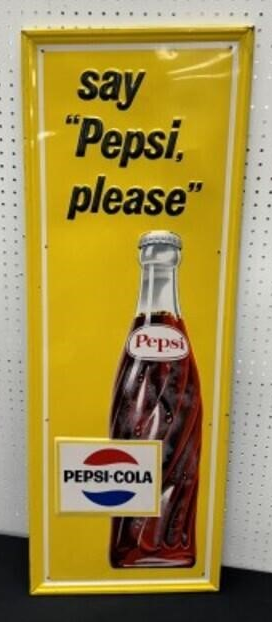 say
"Pepsi,
please"
Pepsi
PEPSI-COLA